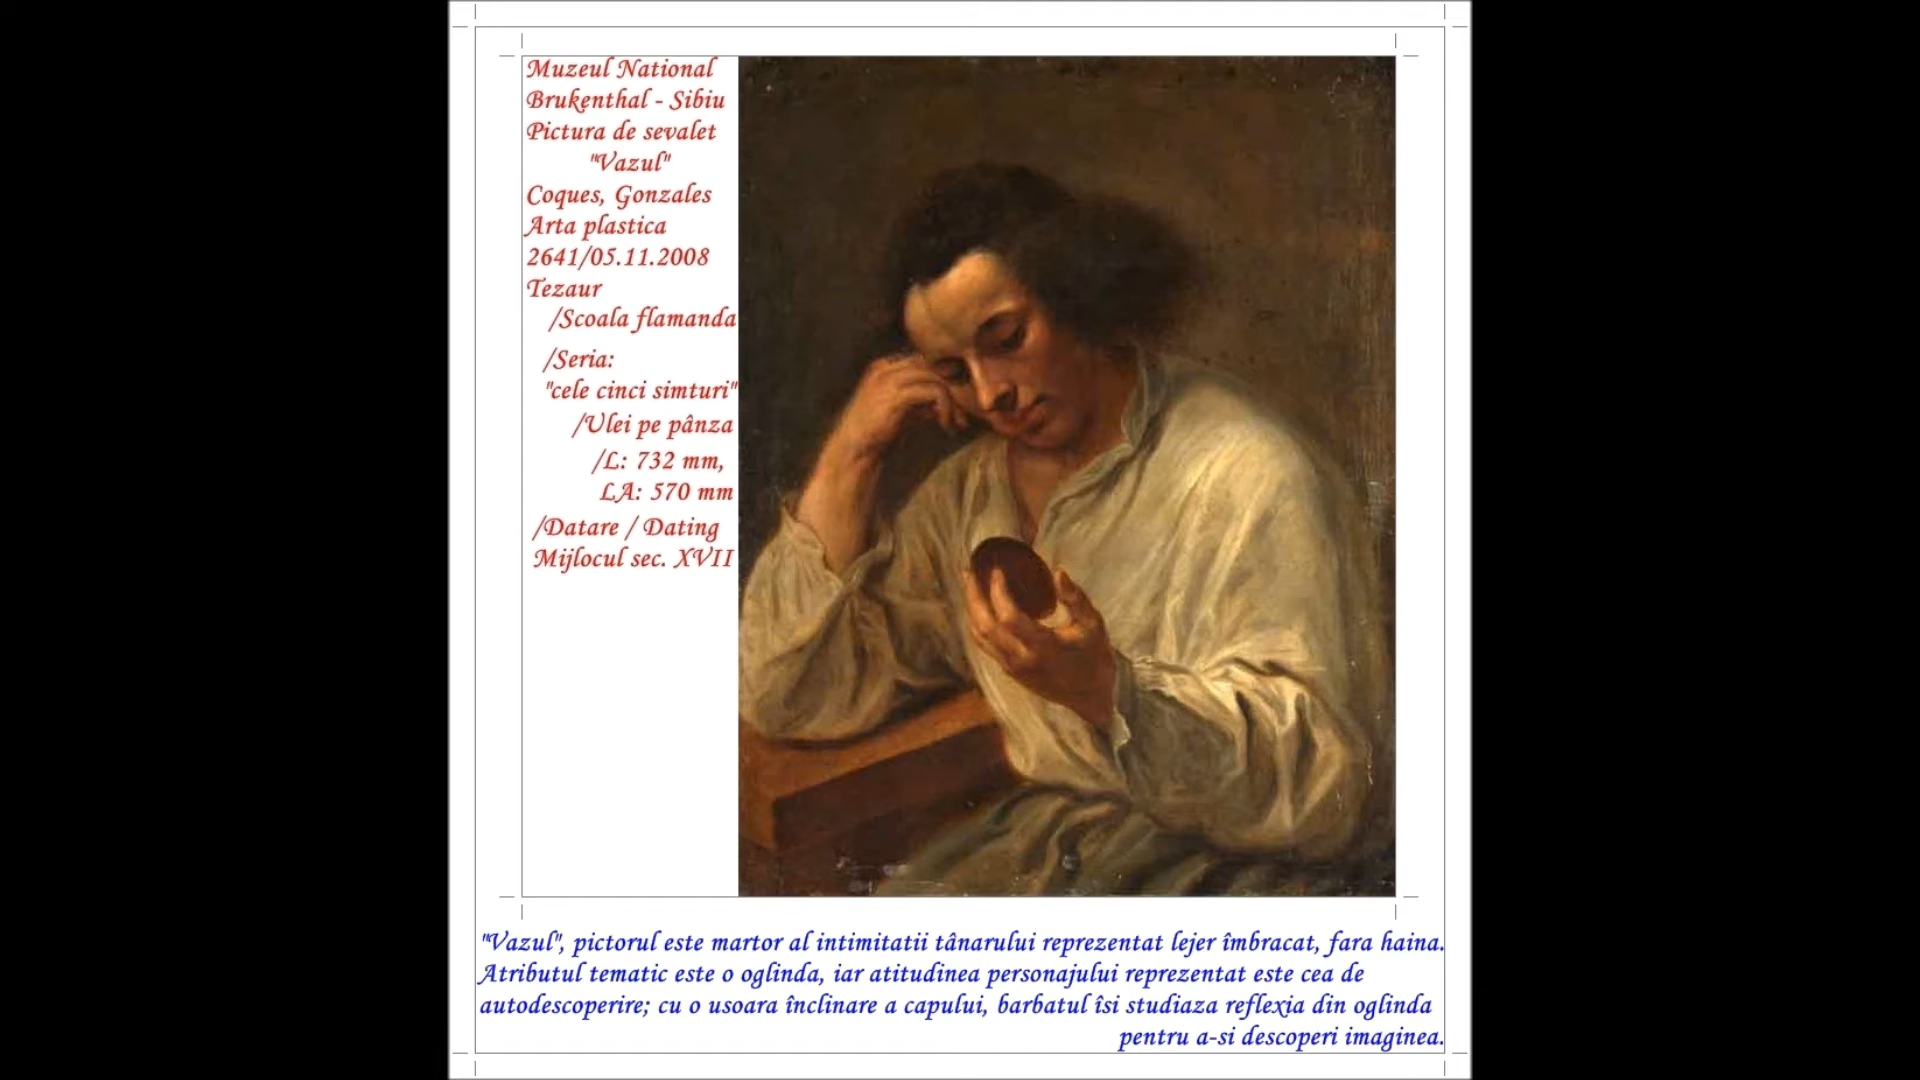 Muzeul National
Brukenthal - Sibiu
Pictura de sevalet
"Vazul"
Coques, Gonzales
Arta plastica
2641/05.11.2008
Tezaur
/Scoala flamanda
/Seria:
"cele cinci simturi"
/Ulei pe pânza
/L: 732 mm,
LA: 570 mm
/Datare / Dating
Mijlocul sec. XVII
"Vazul", pictorul este martor al intimitatii tânarului reprezentat lejer îmbracat, fara haina.
Atributul tematic este o oglinda, iar atitudinea personajului reprezentat este cea de
autodescoperire; cu o usoara înclinare a capului, barbatul îsi studiaza reflexia din oglinda
pentru a-si descoperi imaginea.